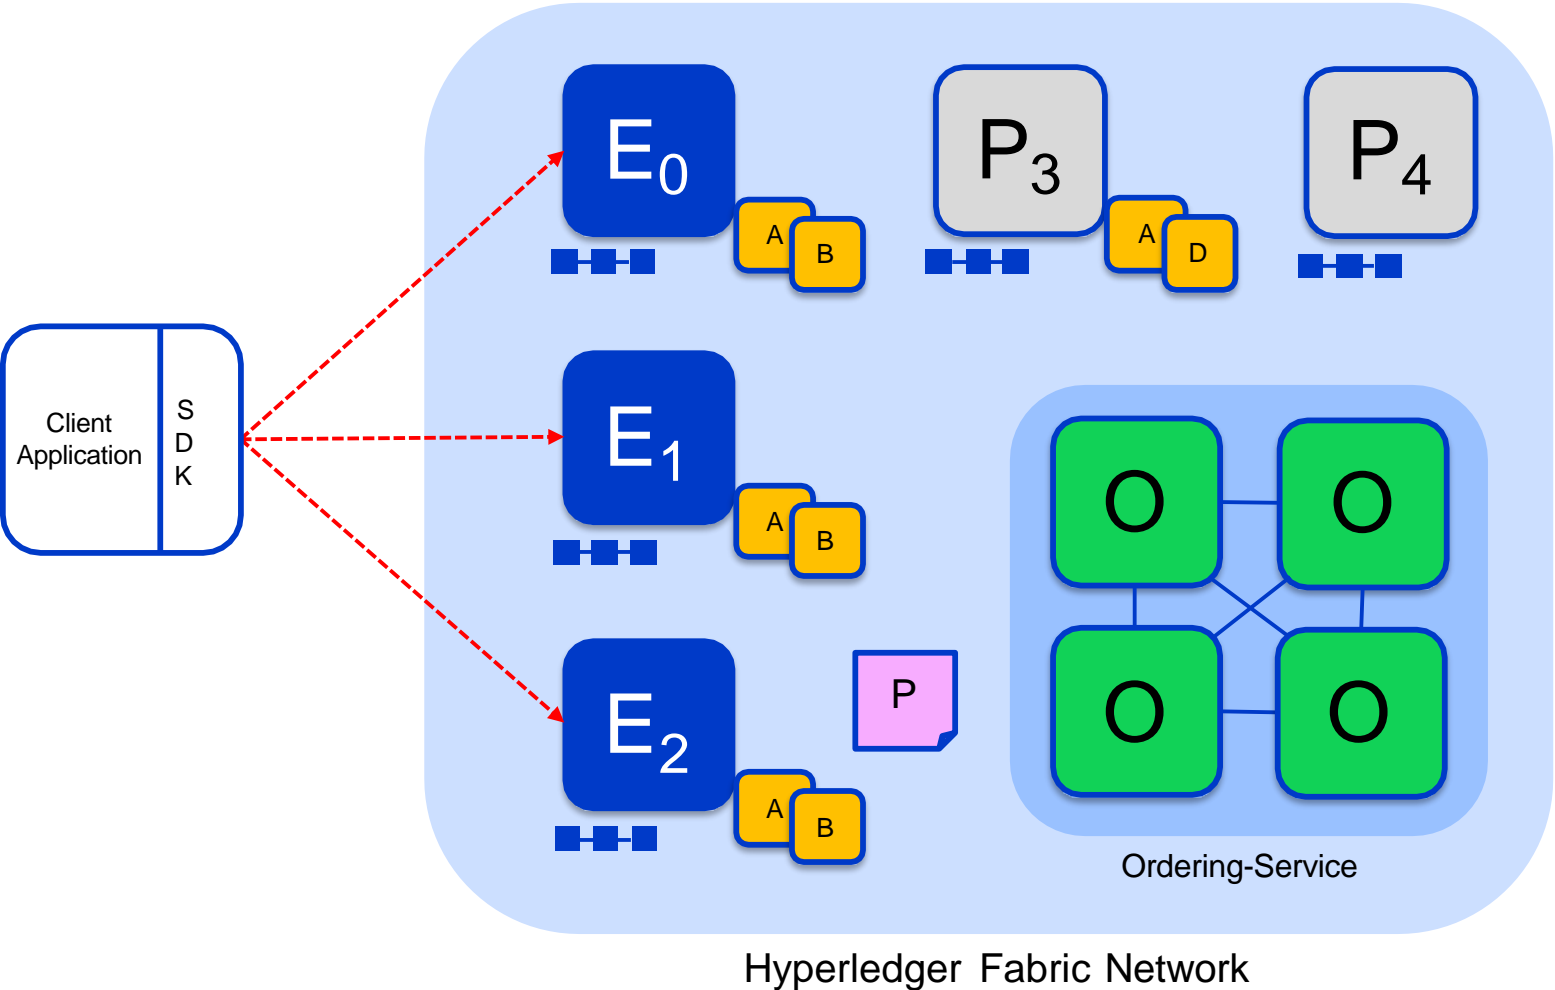 E0
P3
P4
A
B
A
D
Client
Application
S
D
K
E1
A
B
O
O
O
O
E2
P
A
B
Ordering-Service
Hyperledger Fabric Network